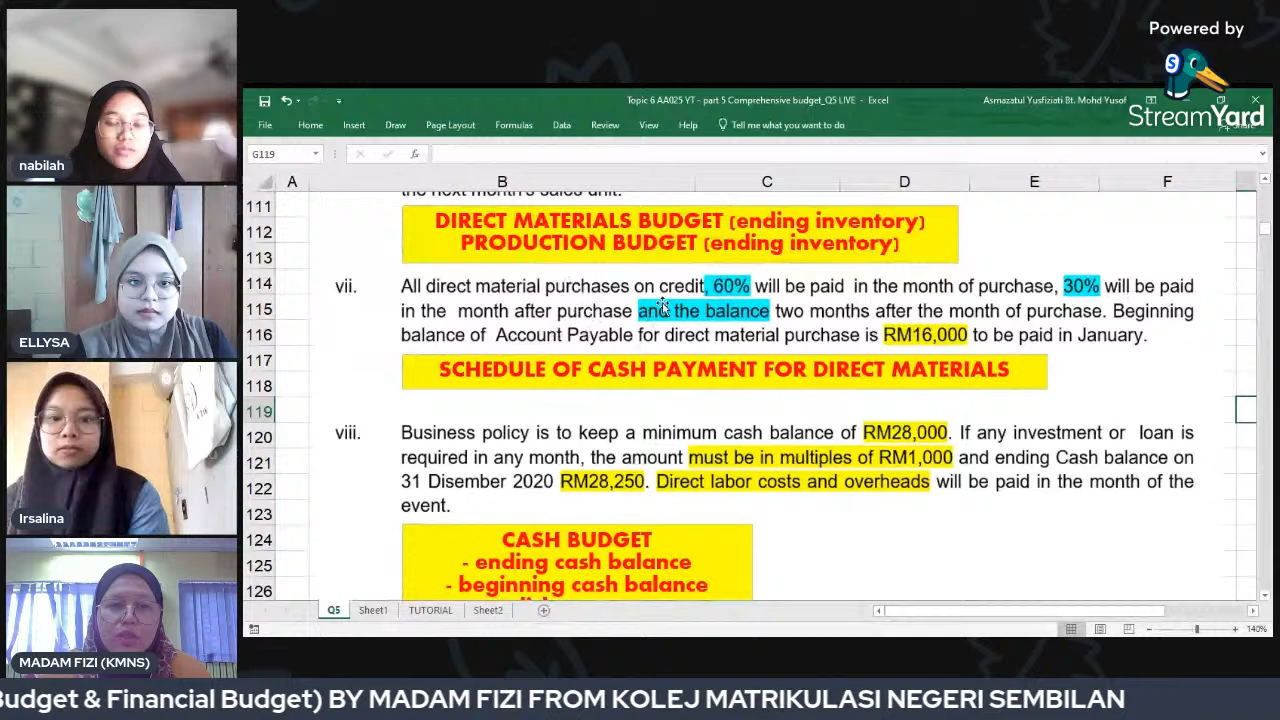 Powered by
StreamYard
nabilah
ELLYSA
Irsalina
MADAM FIZI (KMNS)
Topic 6 AA025 YT - part 5 Comprehensive budget_Q5 LIVE - Excel
Asmazatul Yusfiziati Bt. Mohd Yusof
File Home Insert Draw Page Layout Formulas Data Review View Help Tell me what you want to do
G119
A B C D E F
111
112
113
114
115
116
117
118
119
120
121
122
123
124
125
126
the next month's sales unit.
DIRECT MATERIALS BUDGET (ending inventory)
PRODUCTION BUDGET (ending inventory)
vii. All direct material purchases on credit, 60% will be paid in the month of purchase, 30% will be paid
in the month after purchase and the balance two months after the month of purchase. Beginning
balance of Account Payable for direct material purchase is RM16,000 to be paid in January.
SCHEDULE OF CASH PAYMENT FOR DIRECT MATERIALS
viii. Business policy is to keep a minimum cash balance of RM28,000. If any investment or loan is
required in any month, the amount must be in multiples of RM1,000 and ending Cash balance on
31 Disember 2020 RM28,250. Direct labor costs and overheads will be paid in the month of the
event.
CASH BUDGET
- ending cash balance
- beginning cash balance
Q5 Sheet1 TUTORIAL Sheet2
140%
Budget & Financial Budget) BY MADAM FIZI FROM KOLEJ MATRIKULASI NEGERI SEMBILAN